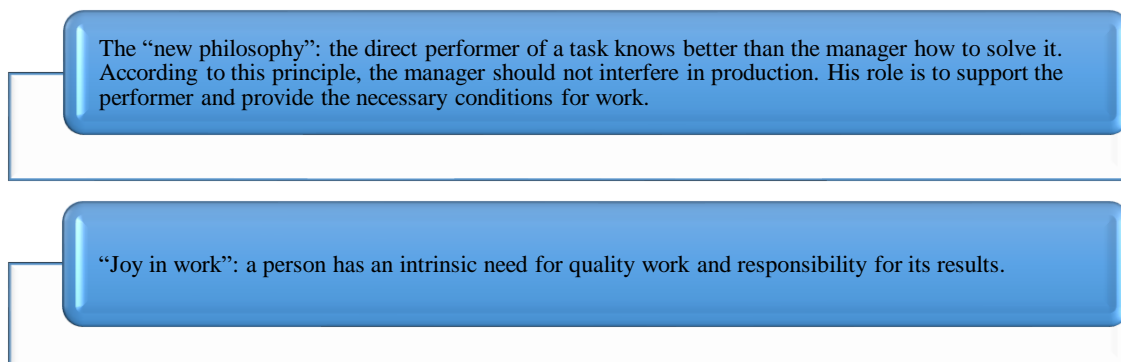 The “new philosophy”: the direct performer of a task knows better than the manager how to solve it.
According to this principle, the manager should not interfere in production. His role is to support the
performer and provide the necessary conditions for work.
“Joy in work”: a person has an intrinsic need for quality work and responsibility for its results.